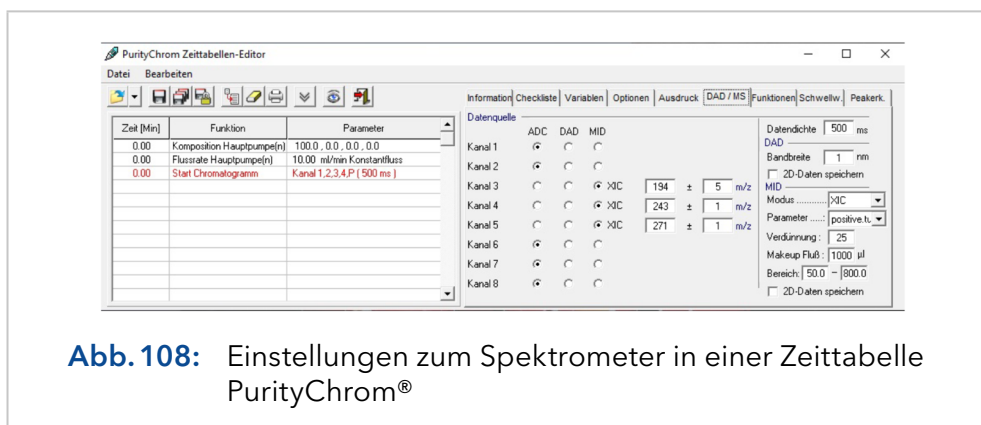 PurityChrom Zeittabellen-Editor
Datei Bearbeiten
Information Checkliste Variablen Optionen Ausdruck DAD / MS Funktionen Schwellw. Peakerk.
Zeit [Min] Funktion Parameter
0.00 Komposition Hauptpumpe(n) 100.0 , 0.0 , 0.0 , 0.0
0.00 Flussrate Hauptpumpe(n) 10.00 ml/min Konstantfluss
0.00 Start Chromatogramm Kanal 1,2,3,4,P ( 500 ms )
Datenquelle
ADC DAD MID
Kanal 1
Kanal 2
Kanal 3 XIC 194 ± 5 m/z
Kanal 4 XIC 243 ± 1 m/z
Kanal 5 XIC 271 ± 1 m/z
Kanal 6
Kanal 7
Kanal 8
Datendichte 500 ms
DAD
Bandbreite 1 nm
2D-Daten speichern
MID
Modus ............ XIC
Parameter .....: positive.tu
Verdünnung : 25
Makeup Fluß : 1000 µl
Bereich: 50.0 – 800.0
2D-Daten speichern
Abb. 108: Einstellungen zum Spektrometer in einer Zeittabelle
PurityChrom®